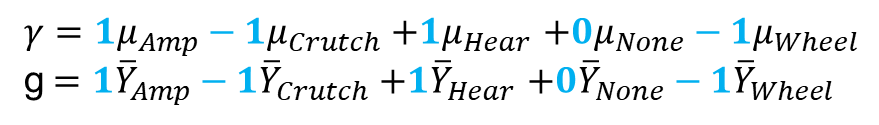 γ = 1μ_Amp − 1μ_Crutch +1μ_Hear +0μ_None − 1μ_Wheel
g = 1Ȳ_Amp − 1Ȳ_Crutch +1Ȳ_Hear +0Ȳ_None − 1Ȳ_Wheel